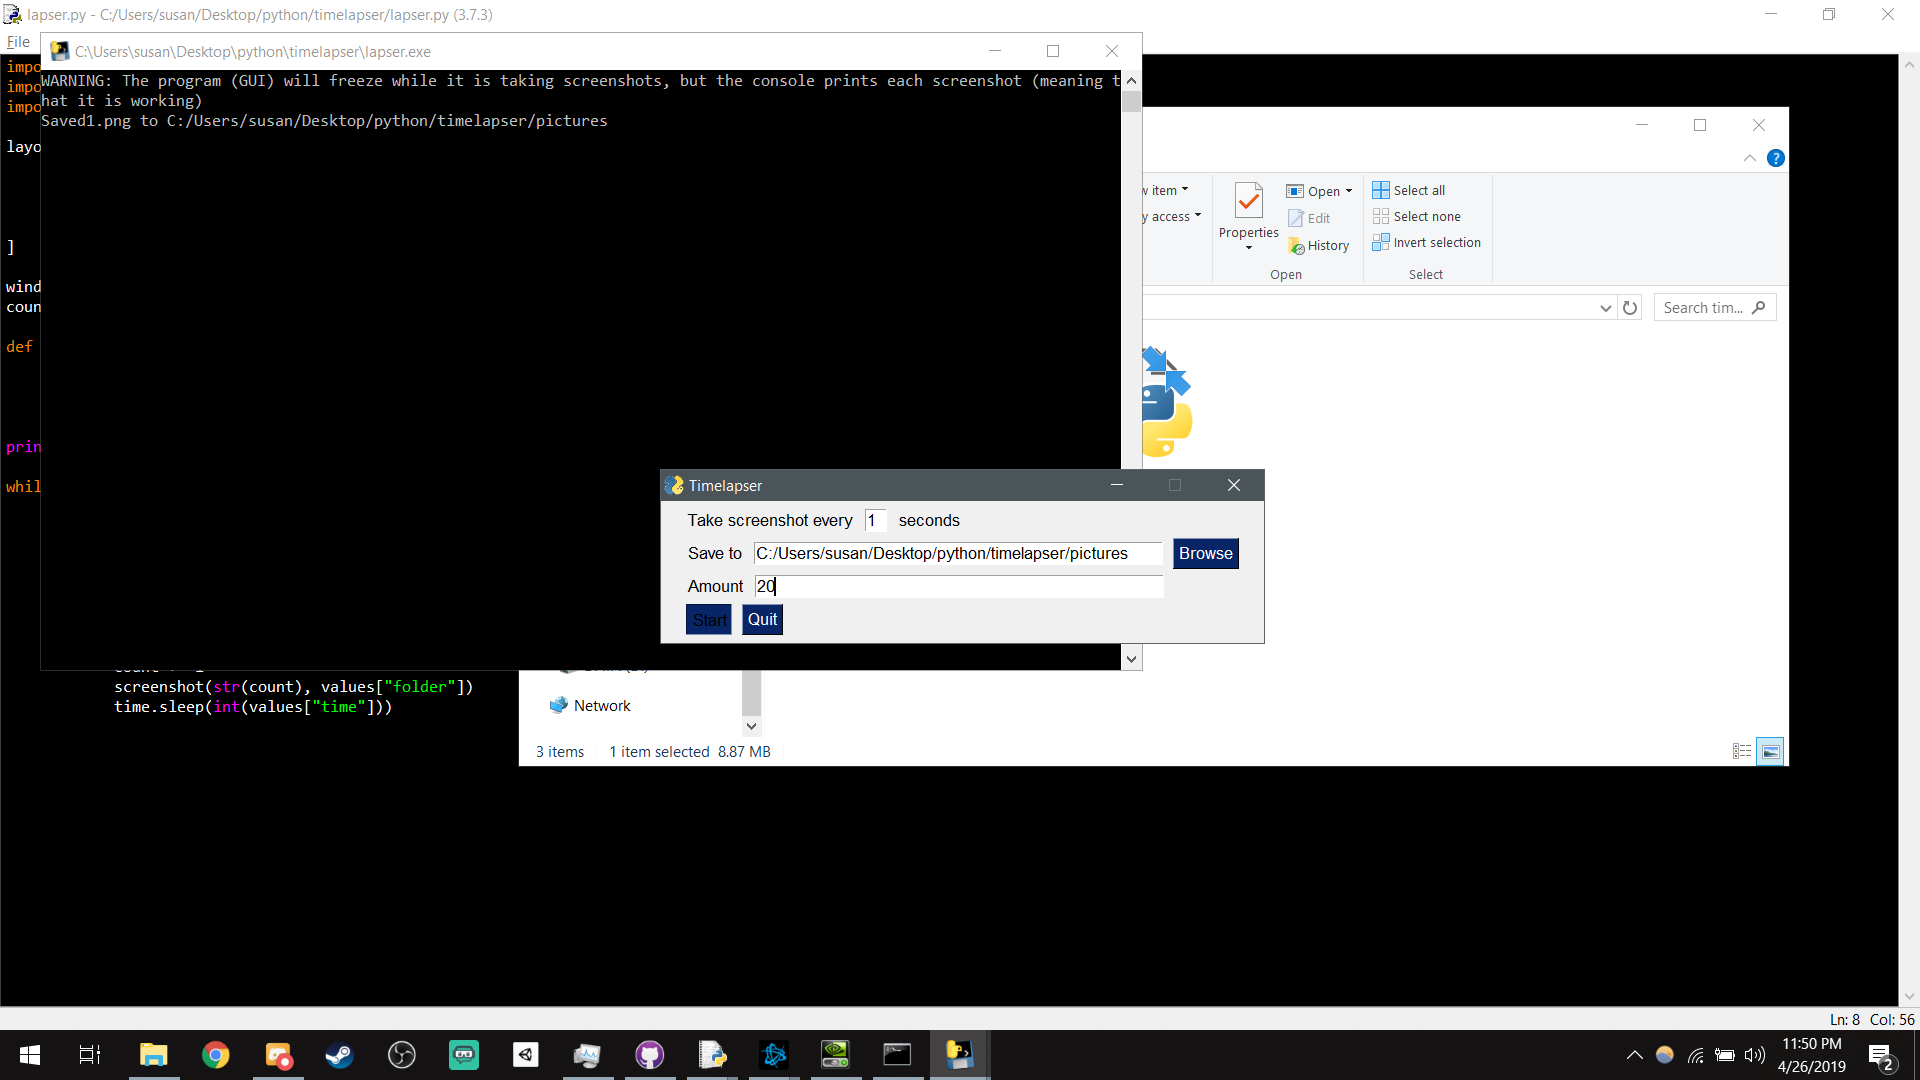 lapser.py - C:/Users/susan/Desktop/python/timelapser/lapser.py (3.7.3)
File
C:\Users\susan\Desktop\python\timelapser\lapser.exe
WARNING: The program (GUI) will freeze while it is taking screenshots, but the console prints each screenshot (meaning t
hat it is working)
Saved1.png to C:/Users/susan/Desktop/python/timelapser/pictures
impo
impo
impo
layo
]
wind
coun
def
prin
whil
screenshot(str(count), values["folder"])
time.sleep(int(values["time"]))
w item
y access
Properties
Open
Edit
History
Open
Select all
Select none
Invert selection
Select
Search tim...
Timelapser
Take screenshot every 1 seconds
Save to C:/Users/susan/Desktop/python/timelapser/pictures Browse
Amount 20
Start Quit
Network
3 items 1 item selected 8.87 MB
Ln: 8 Col: 56
11:50 PM
4/26/2019
2